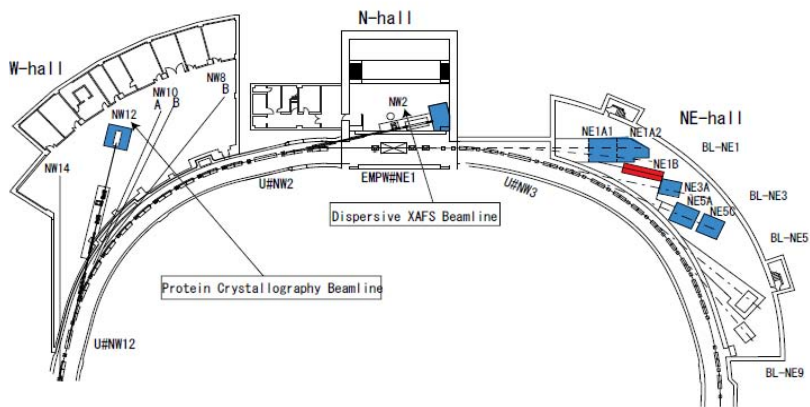 N-hall
W-hall
NW10
A B
NW8
B
NW12
NW14
NW2
NE-hall
NE1A1
NE1A2
BL-NE1
NE1B
NE3A
BL-NE3
NE5A
NE5C
BL-NE5
U#NW2
EMPW#NE1
U#NW3
Dispersive XAFS Beamline
Protein Crystallography Beamline
U#NW12
BL-NE9